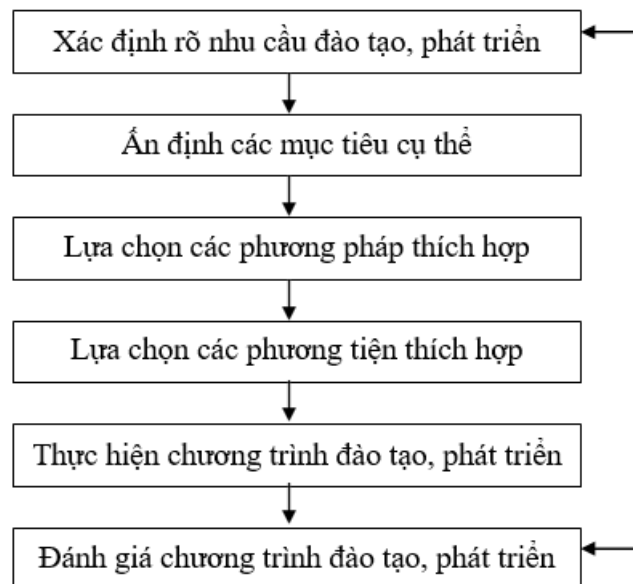 Xác định rõ nhu cầu đào tạo, phát triển
Ấn định các mục tiêu cụ thể
Lựa chọn các phương pháp thích hợp
Lựa chọn các phương tiện thích hợp
Thực hiện chương trình đào tạo, phát triển
Đánh giá chương trình đào tạo, phát triển